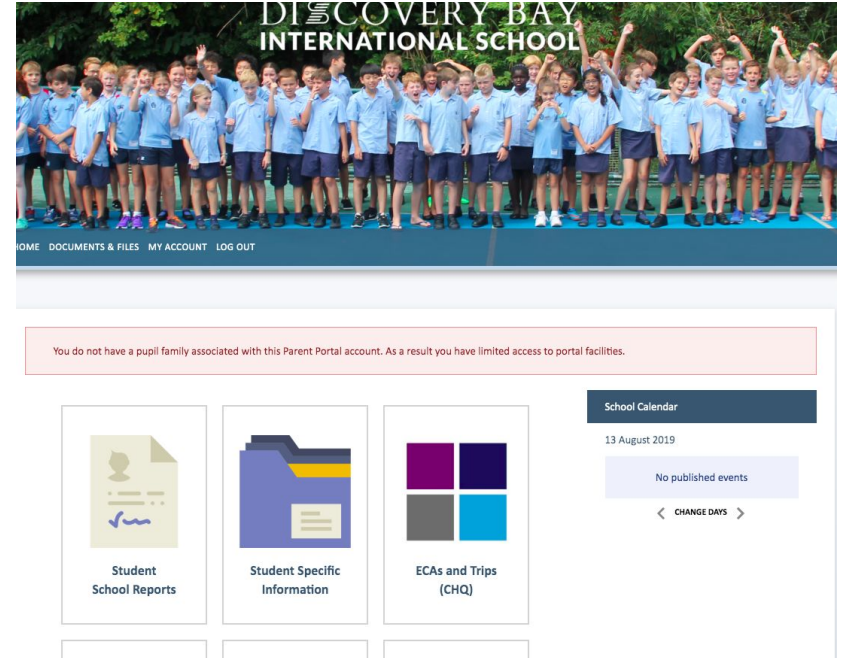 DISCOVERY BAY
INTERNATIONAL SCHOOL
HOME DOCUMENTS & FILES MY ACCOUNT LOG OUT
You do not have a pupil family associated with this Parent Portal account. As a result you have limited access to portal facilities.
Student
School Reports
Student Specific
Information
ECAs and Trips
(CHQ)
School Calendar
13 August 2019
No published events
CHANGE DAYS